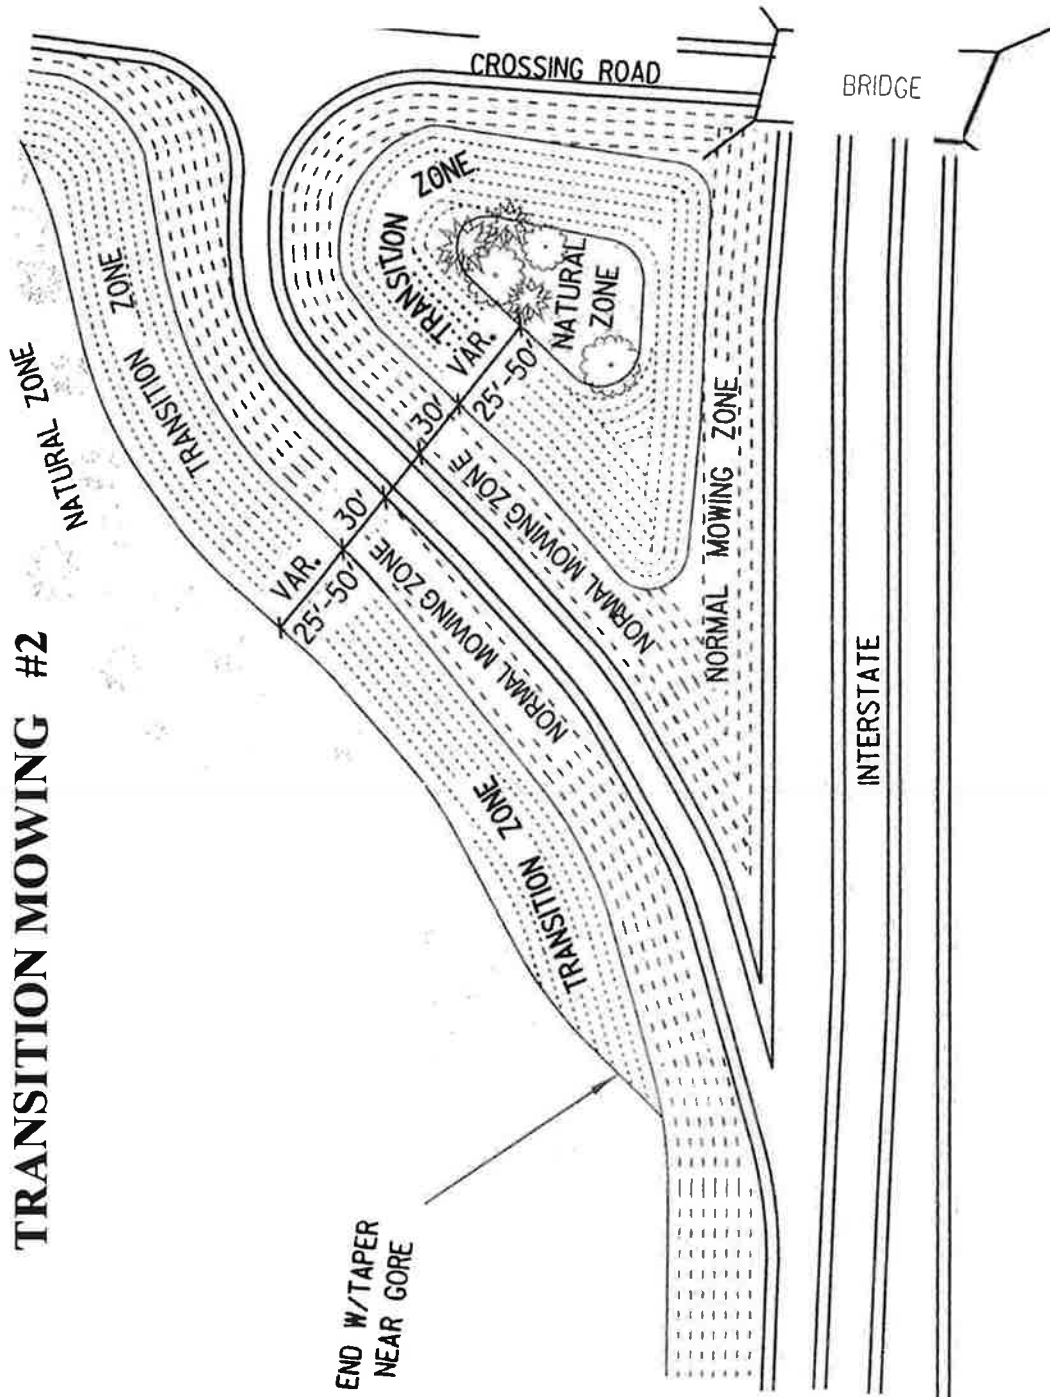 TRANSITION MOWING #2
CROSSING ROAD
BRIDGE
NATURAL ZONE
TRANSITION ZONE
TRANSITION ZONE
NATURAL
ZONE
VAR.
25'-50'
30'
30'
VAR.
25'-50'
NORMAL MOWING ZONE
NORMAL MOWING ZONE
NORMAL MOWING ZONE
TRANSITION ZONE
INTERSTATE
END W/TAPER
NEAR GORE